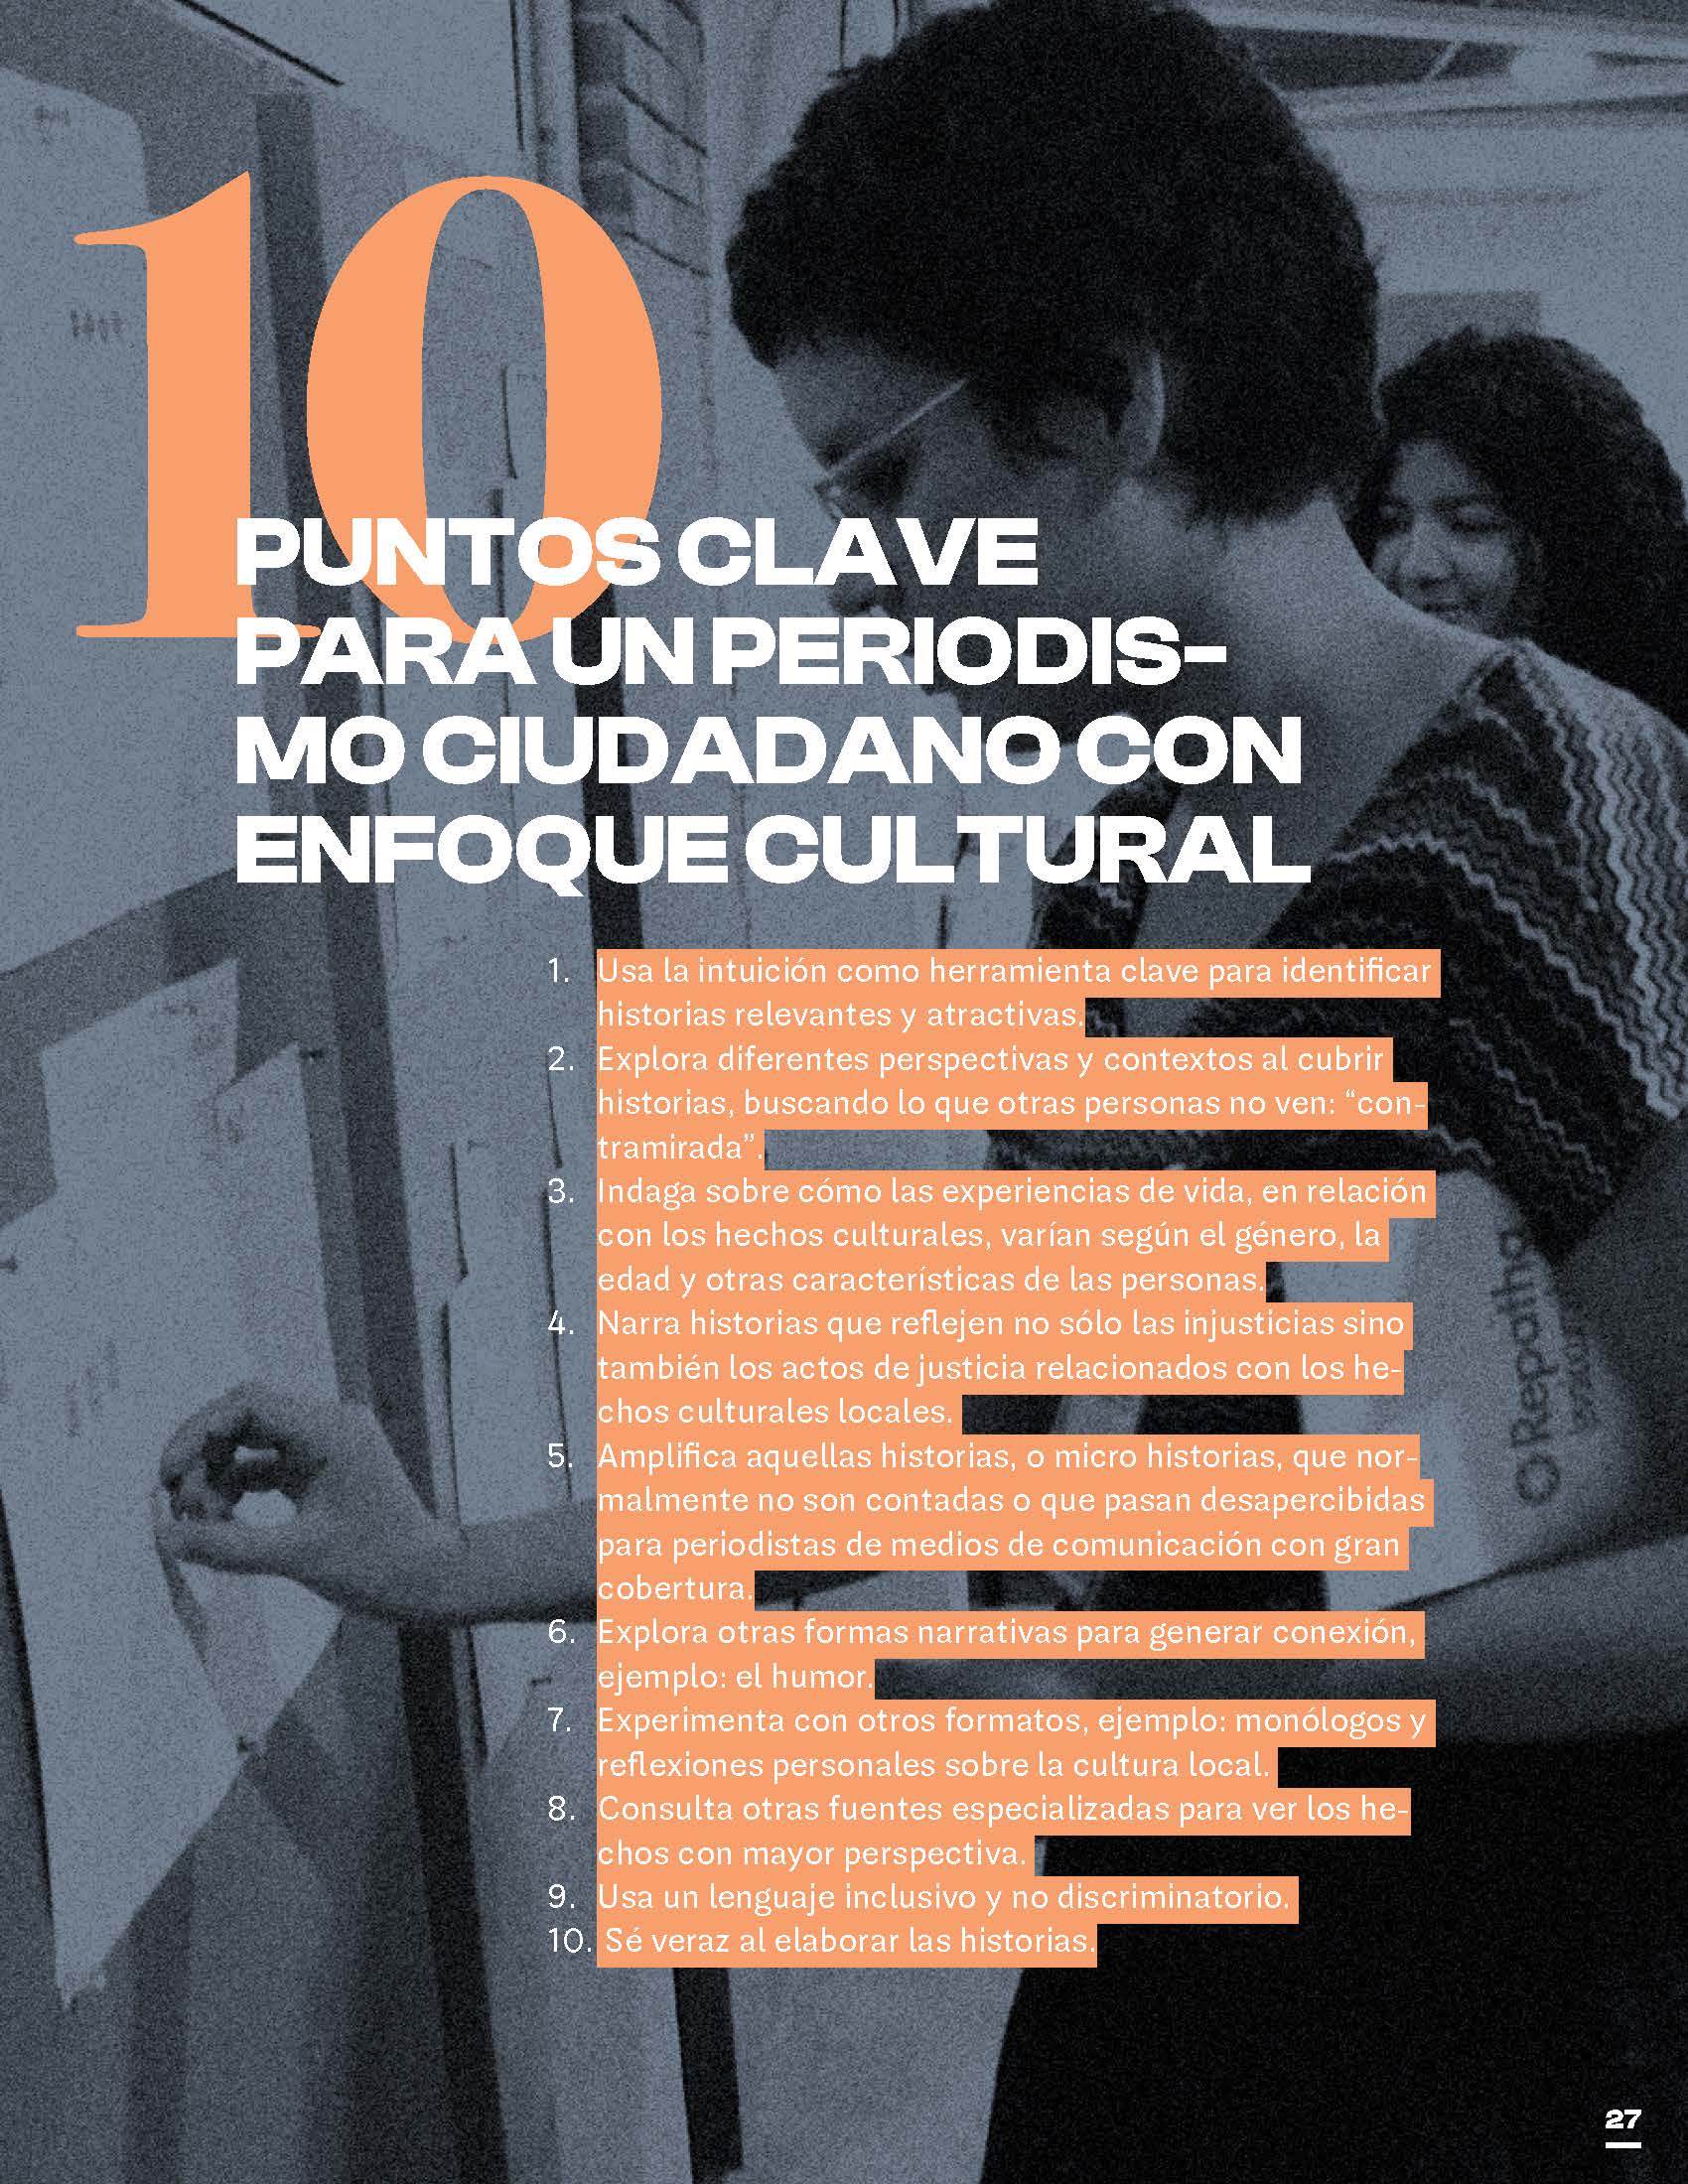 10
PUNTOS CLAVE
PARA UN PERIODIS-
MO CIUDADANO CON
ENFOQUE CULTURAL
1. Usa la intuición como herramienta clave para identificar
historias relevantes y atractivas.
2. Explora diferentes perspectivas y contextos al cubrir
historias, buscando lo que otras personas no ven: “con-
tramirada”.
3. Indaga sobre cómo las experiencias de vida, en relación
con los hechos culturales, varían según el género, la
edad y otras características de las personas.
4. Narra historias que reflejen no sólo las injusticias sino
también los actos de justicia relacionados con los he-
chos culturales locales.
5. Amplifica aquellas historias, o micro historias, que nor-
malmente no son contadas o que pasan desapercibidas
para periodistas de medios de comunicación con gran
cobertura.
6. Explora otras formas narrativas para generar conexión,
ejemplo: el humor.
7. Experimenta con otros formatos, ejemplo: monólogos y
reflexiones personales sobre la cultura local.
8. Consulta otras fuentes especializadas para ver los he-
chos con mayor perspectiva.
9. Usa un lenguaje inclusivo y no discriminatorio.
10. Sé veraz al elaborar las historias.
Repatha
27